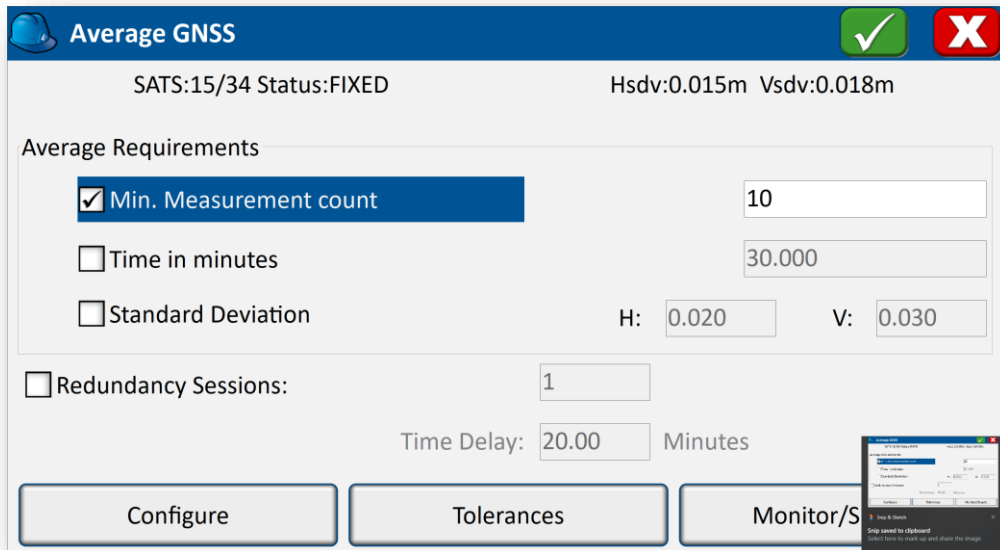 Average GNSS
SATS:15/34 Status:FIXED Hsdv:0.015m Vsdv:0.018m
Average Requirements
Min. Measurement count 10
Time in minutes 30.000
Standard Deviation H: 0.020 V: 0.030
Redundancy Sessions: 1
Time Delay: 20.00 Minutes
Configure Tolerances Monitor/S
Snip & Sketch
Snip saved to clipboard
Select here to mark up and share the image